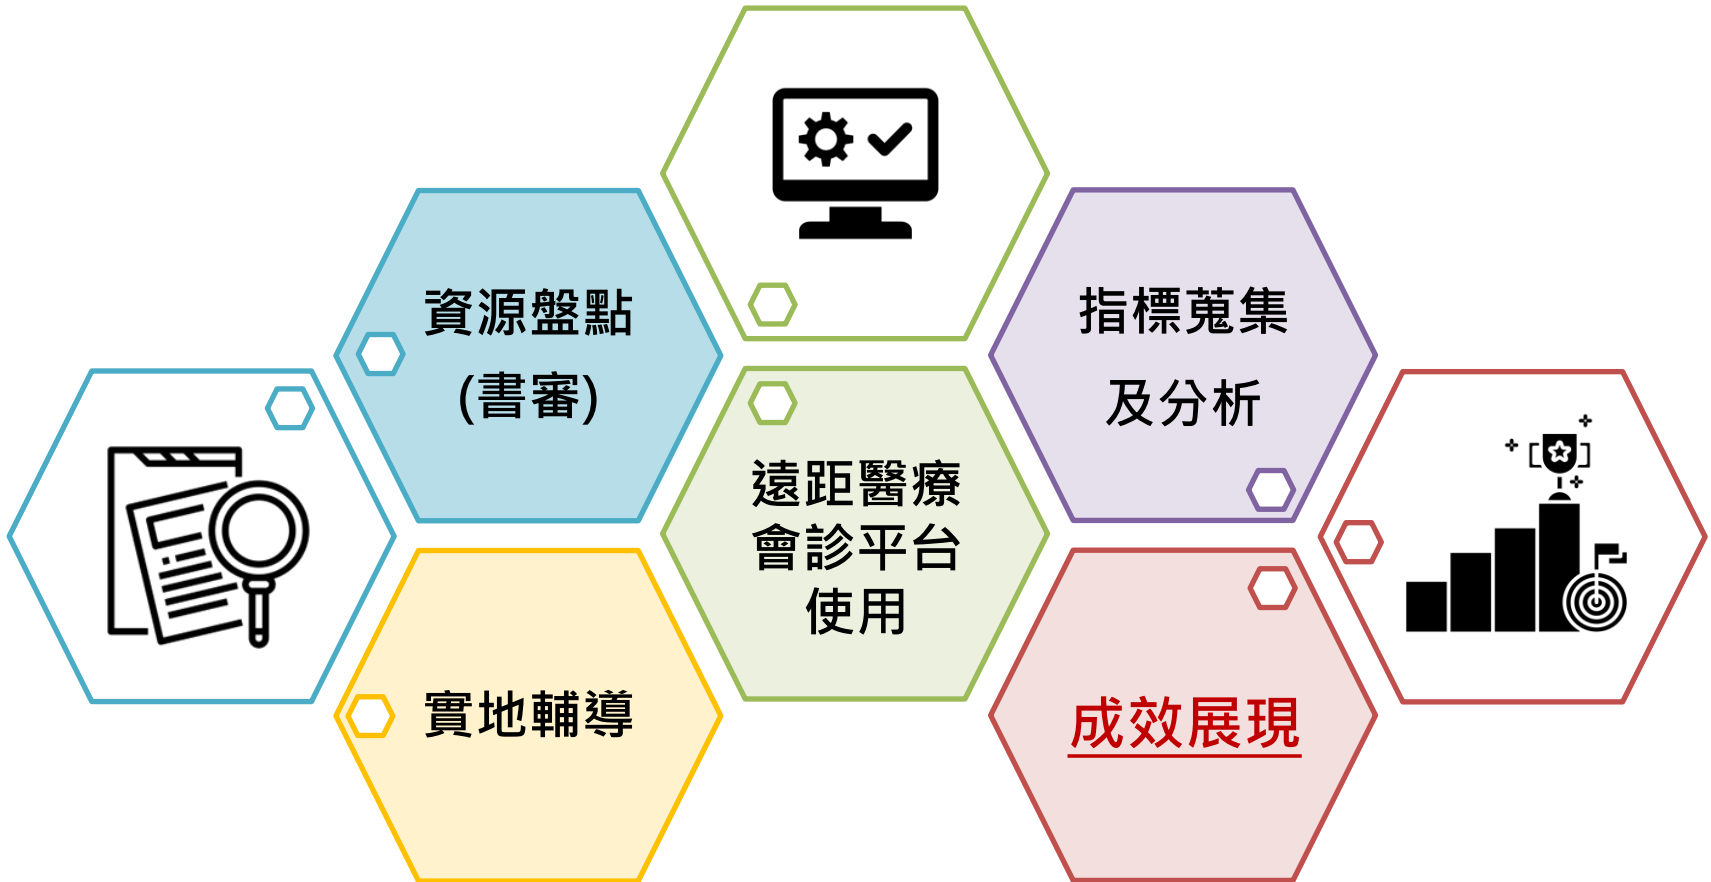 資源盤點
(書審)
實地輔導
遠距醫療
會診平台
使用
指標蒐集
及分析
成效展現